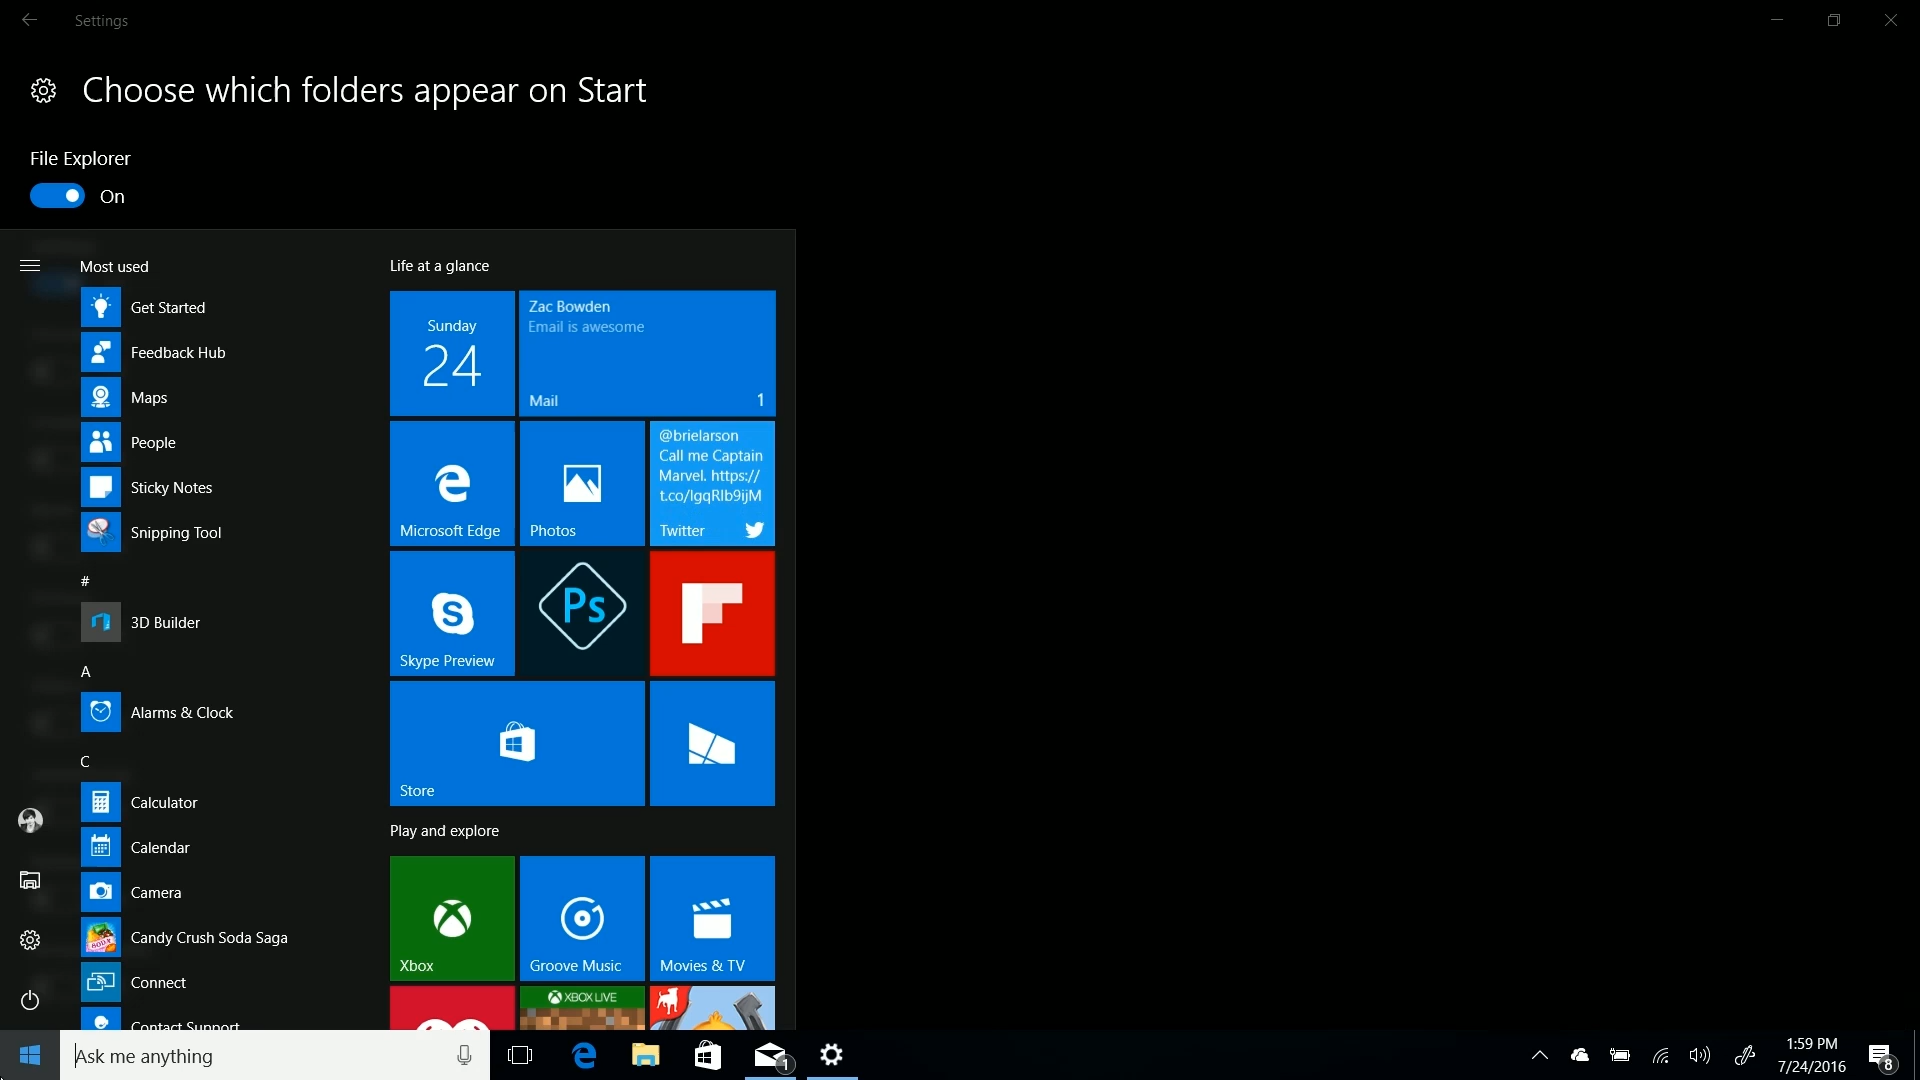 Settings
Choose which folders appear on Start
File Explorer
On
Most used
Get Started
Feedback Hub
Maps
People
Sticky Notes
Snipping Tool
#
3D Builder
A
Alarms & Clock
C
Calculator
Calendar
Camera
Candy Crush Soda Saga
Connect
Contact Support
Life at a glance
Sunday
24
Zac Bowden
Email is awesome
Mail
1
Microsoft Edge
Photos
@brielarson
Call me Captain
Marvel. https://
Twitter
Skype Preview
Ps
Store
Play and explore
Xbox
Groove Music
Movies & TV
XBOX LIVE
Ask me anything
1
1:59 PM
7/24/2016
8